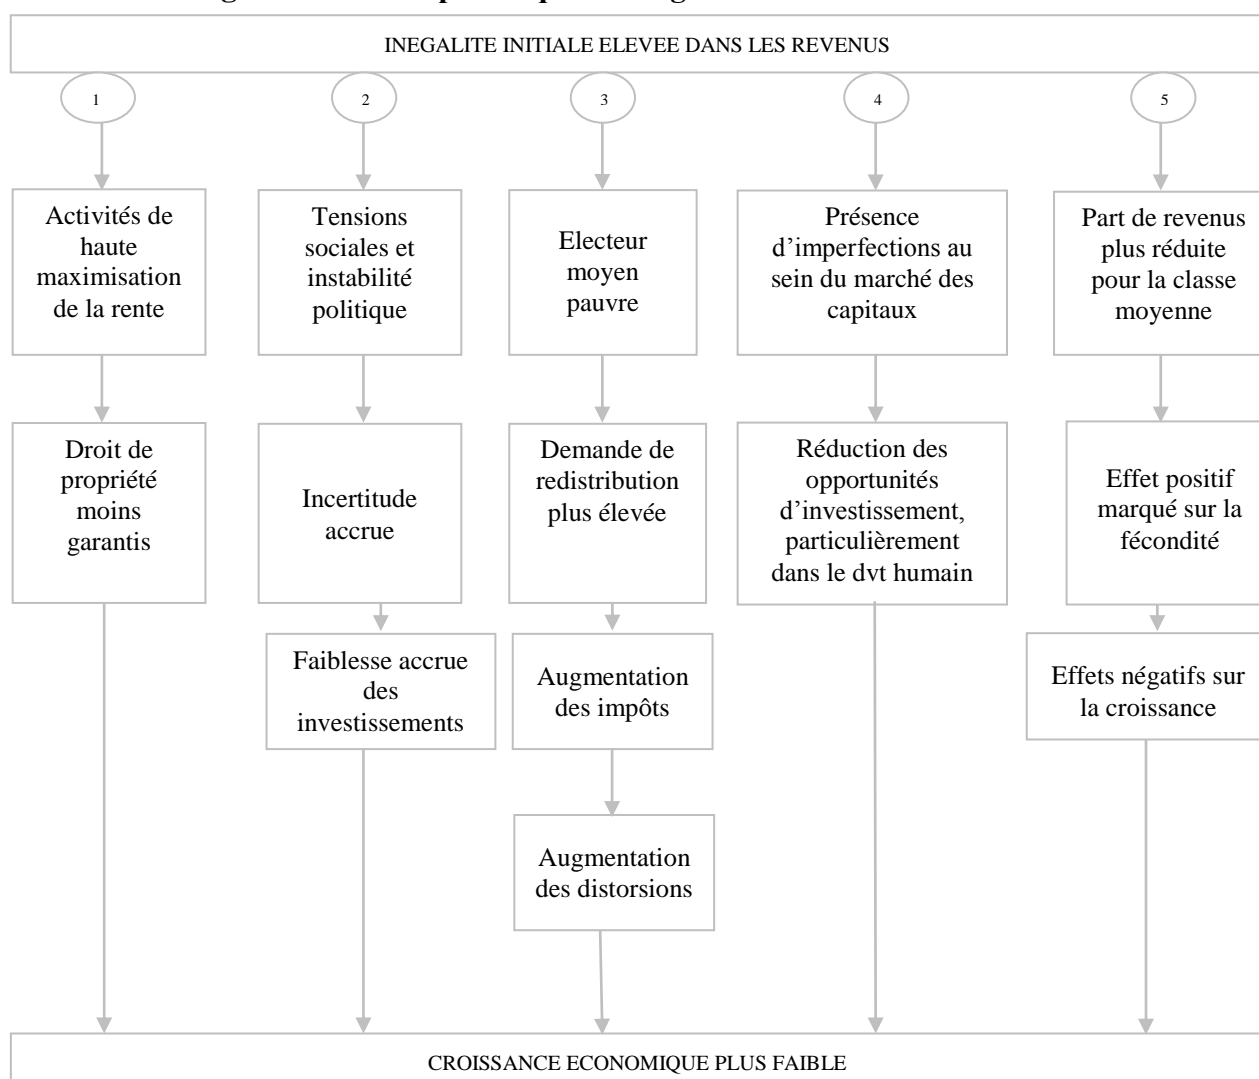 INEGALITE INITIALE ELEVEE DANS LES REVENUS
1
2
3
4
5
Activités de
haute
maximisation
de la rente
Tensions
sociales et
instabilité
politique
Electeur
moyen
pauvre
Présence
d’imperfections au
sein du marché des
capitaux
Part de revenus
plus réduite
pour la classe
moyenne
Droit de
propriété
moins
garantis
Incertitude
accrue
Demande de
redistribution
plus élevée
Réduction des
opportunités
d’investissement,
particulièrement
dans le dvt humain
Effet positif
marqué sur la
fécondité
Faiblesse accrue
des
investissements
Augmentation
des impôts
Effets négatifs sur
la croissance
Augmentation
des distorsions
CROISSANCE ECONOMIQUE PLUS FAIBLE